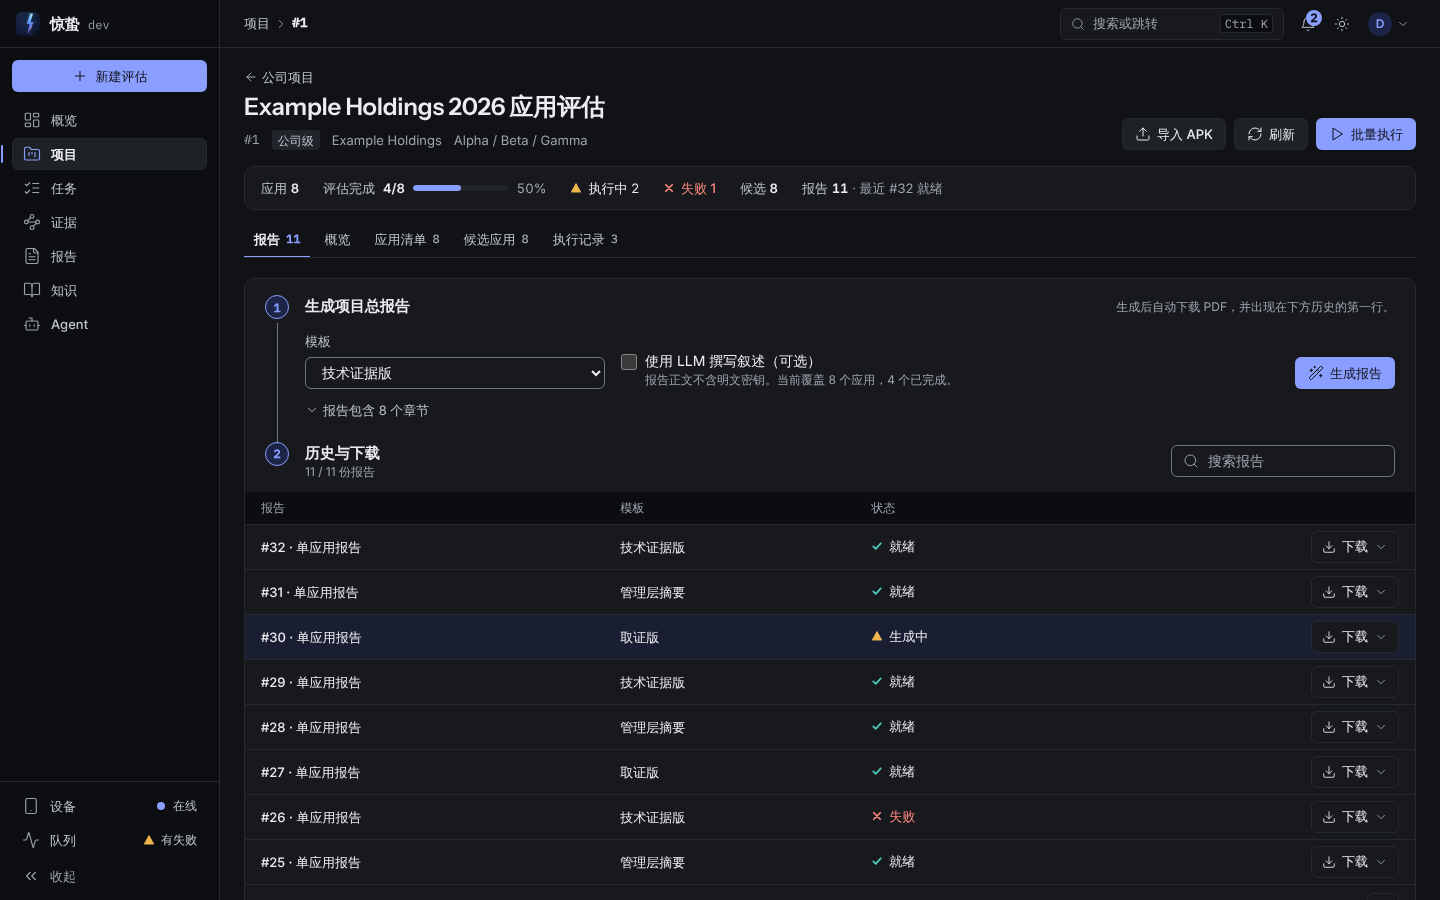 惊蛰 dev
项目 > #1
搜索或跳转 Ctrl K
2
D
+ 新建评估
概览
项目
任务
证据
报告
知识
Agent
设备 在线
队列 有失败
收起
← 公司项目
Example Holdings 2026 应用评估
#1 公司级 Example Holdings Alpha / Beta / Gamma
导入 APK 刷新 批量执行
应用 8 评估完成 4/8 50% 执行中 2 失败 1 候选 8 报告 11 · 最近 #32 就绪
报告 11 概览 应用清单 8 候选应用 8 执行记录 3
1 生成项目总报告 生成后自动下载 PDF，并出现在下方历史的第一行。
模板
技术证据版
使用 LLM 撰写叙述（可选）
报告正文不含明文密钥。当前覆盖 8 个应用，4 个已完成。
生成报告
报告包含 8 个章节
2 历史与下载
11 / 11 份报告
搜索报告
报告 模板 状态
#32 · 单应用报告 技术证据版 就绪 下载
#31 · 单应用报告 管理层摘要 就绪 下载
#30 · 单应用报告 取证版 生成中 下载
#29 · 单应用报告 技术证据版 就绪 下载
#28 · 单应用报告 管理层摘要 就绪 下载
#27 · 单应用报告 取证版 就绪 下载
#26 · 单应用报告 技术证据版 失败 下载
#25 · 单应用报告 管理层摘要 就绪 下载